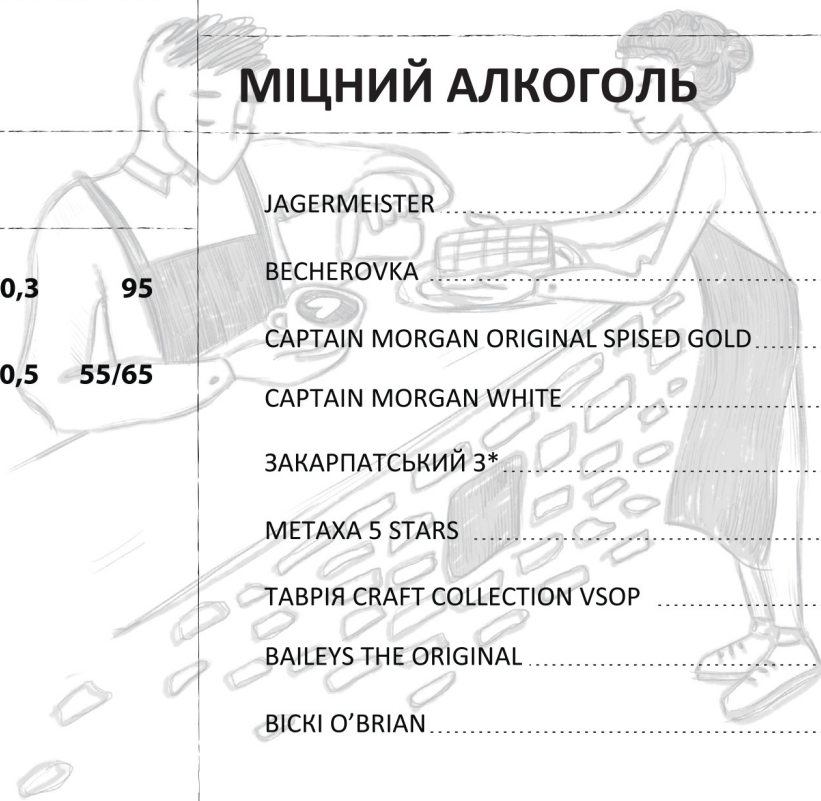 МІЦНИЙ АЛКОГОЛЬ
0,3 95
0,5 55/65
JAGERMEISTER
BECHEROVKA
CAPTAIN MORGAN ORIGINAL SPISED GOLD
CAPTAIN MORGAN WHITE
ЗАКАРПАТСЬКИЙ 3*
METAXA 5 STARS
ТАВРІЯ CRAFT COLLECTION VSOP
BAILEYS THE ORIGINAL
ВІСКІ O’BRIAN